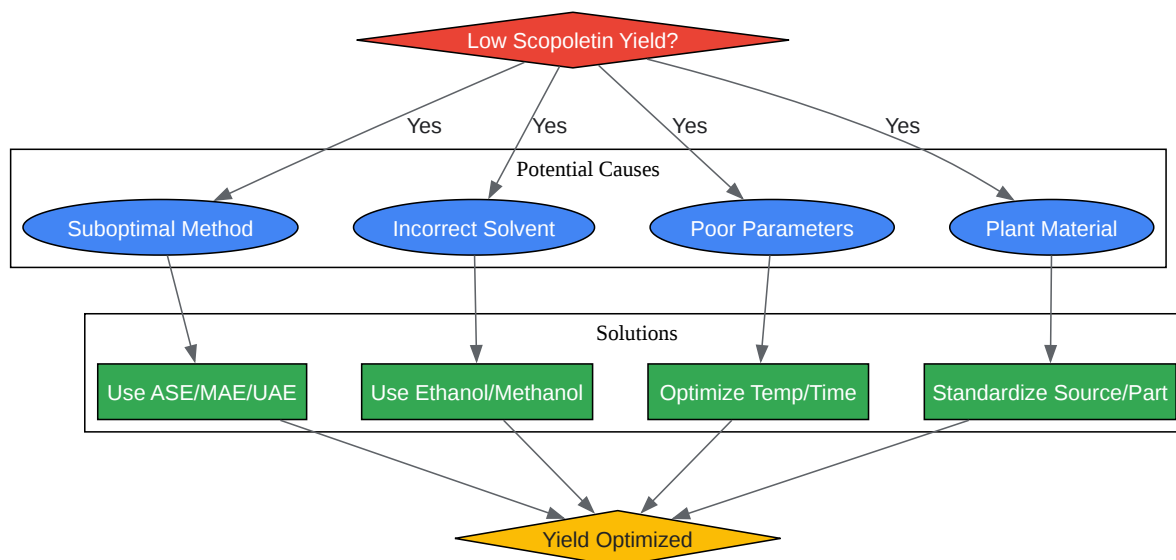 Low Scopoletin Yield?
Yes
Yes
Yes
Yes
Potential Causes
Suboptimal Method
Incorrect Solvent
Poor Parameters
Plant Material
Solutions
Use ASE/MAE/UAE
Use Ethanol/Methanol
Optimize Temp/Time
Standardize Source/Part
Yield Optimized